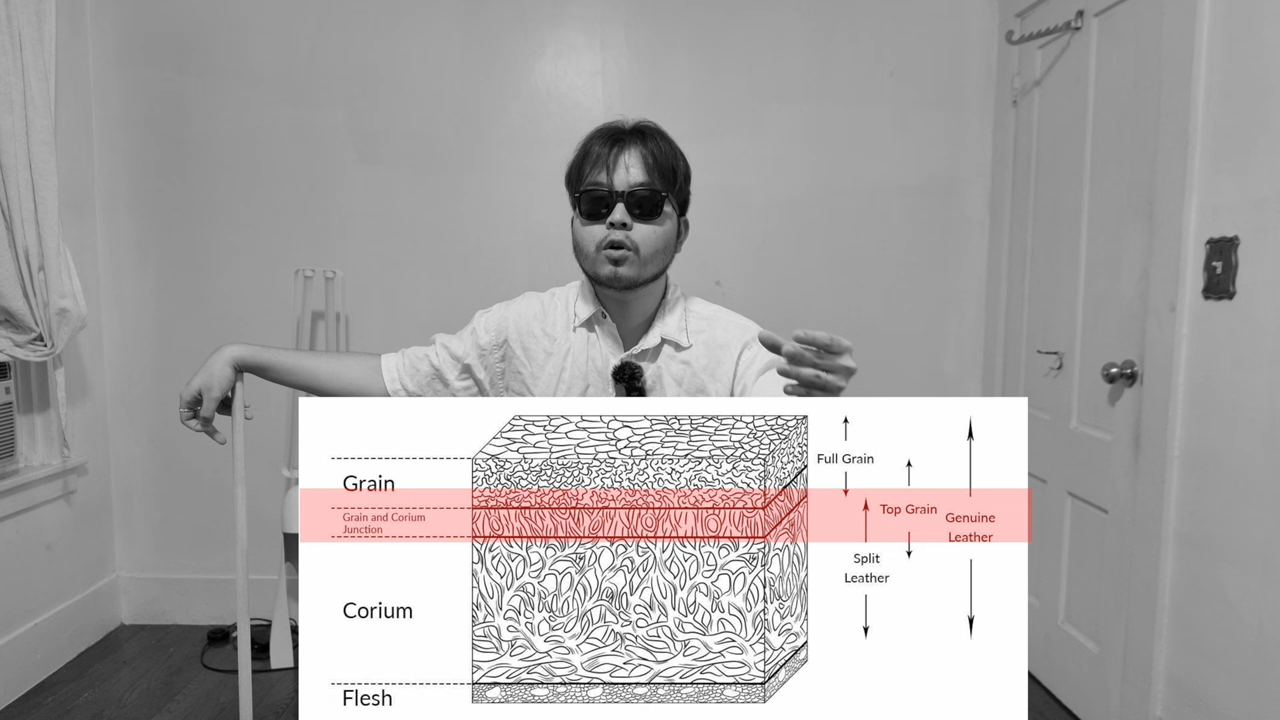 Grain
Grain and Corium
Junction
Corium
Flesh
Full Grain
Top Grain
Genuine
Leather
Split
Leather